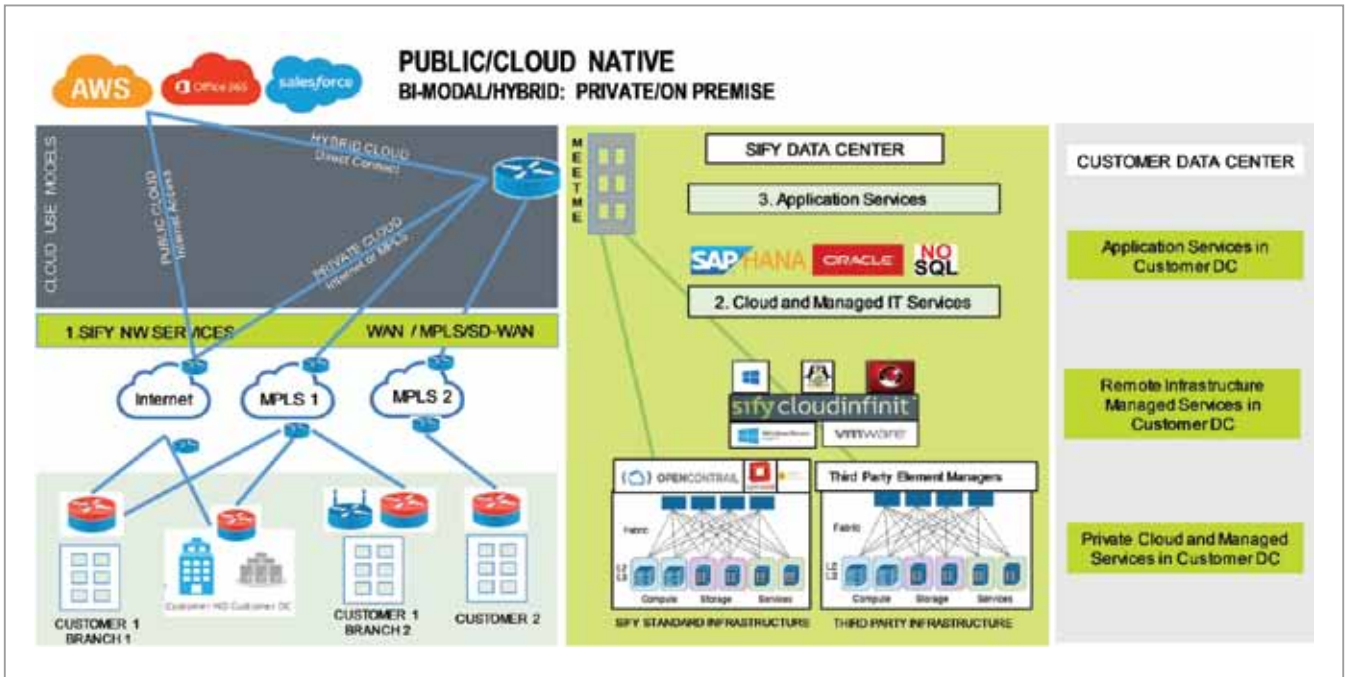 PUBLIC/CLOUD NATIVE
BI-MODAL/HYBRID: PRIVATE/ON PREMISE
AWS
Office 365
salesforce
CLOUD USE MODELS
HYBRID CLOUD
Direct Connect
PUBLIC CLOUD
Internet Access
PRIVATE CLOUD
Internet or MPLS
1.SIFY NW SERVICES
WAN / MPLS/SD-WAN
Internet
MPLS 1
MPLS 2
Customer HO
Customer DC
CUSTOMER 1
BRANCH 1
CUSTOMER 1
BRANCH 2
CUSTOMER 2
MEETME
SIFY DATA CENTER
3. Application Services
SAP HANA
ORACLE
NO
SQL
2. Cloud and Managed IT Services
sify cloudinfinit
vmware
OPENCONTRAIL
Fabric
Compute
Storage
Services
SIFY STANDARD INFRASTRUCTURE
Third Party Element Managers
Fabric
Compute
Storage
Services
THIRD PARTY INFRASTRUCTURE
CUSTOMER DATA CENTER
Application Services in
Customer DC
Remote Infrastructure
Managed Services in
Customer DC
Private Cloud and Managed
Services in Customer DC